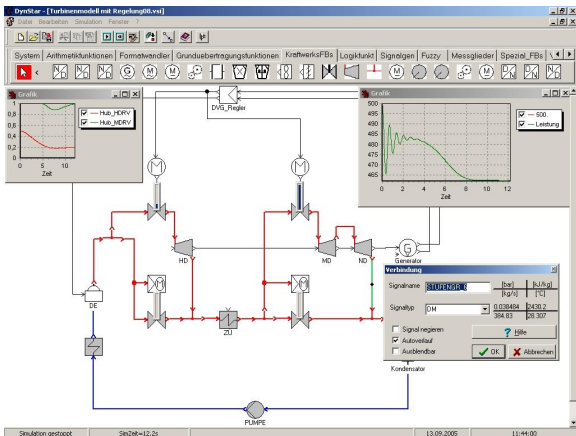 DynStar - [Turbinenmodell mit Regelung08.vsi]
Datei Bearbeiten Simulation Fenster ?
System Arithmetikfunktionen Formatwandler Grunduebertragungsfunktionen KraftwerksFBs Logikfunkt Signalgen Fuzzy Messglieder Spezial_FBs
Grafik
1
0,8
0,6
0,4
0,2
0
0 5 10
Zeit
Hub_HDRV
Hub_MDRV
DVG_Regler
Grafik
500
495
490
485
480
475
470
465
0 2 4 6 8 10 12
Zeit
500.
Leistung
M
M
HD
MD
ND
G
Generator
DE
M
ZU
M
Verbindung
Signalname STUFENGR_6
[bar] [kJ/kg]
[kg/s] [°C]
Signaltyp DM
0.038484 2430.2
384.83 28.307
Signal negieren
Autoverlauf
Ausblendbar
? Hilfe
OK
Abbrechen
Kondensator
PUMPE
Simulation gestoppt SimZeit=12.2s 13.09.2005 11:44:00